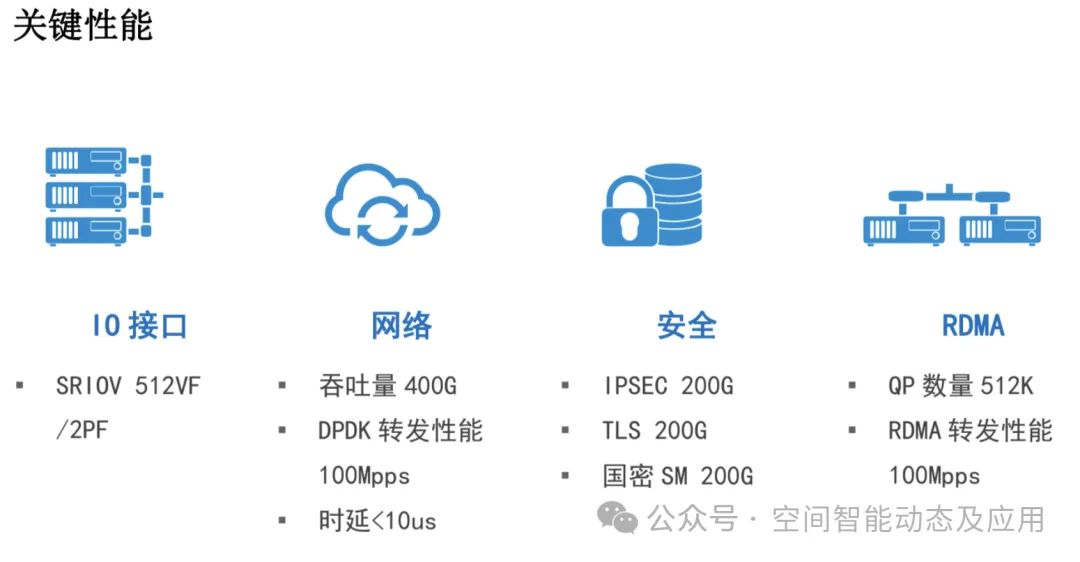 关键性能
IO 接口
▪ SRIOV 512VF
/2PF
网络
▪ 吞吐量 400G
▪ DPDK 转发性能
100Mpps
▪ 时延<10us
安全
▪ IPSEC 200G
▪ TLS 200G
▪ 国密 SM 200G
RDMA
▪ QP 数量 512K
▪ RDMA 转发性能
100Mpps
公众号 · 空间智能动态及应用